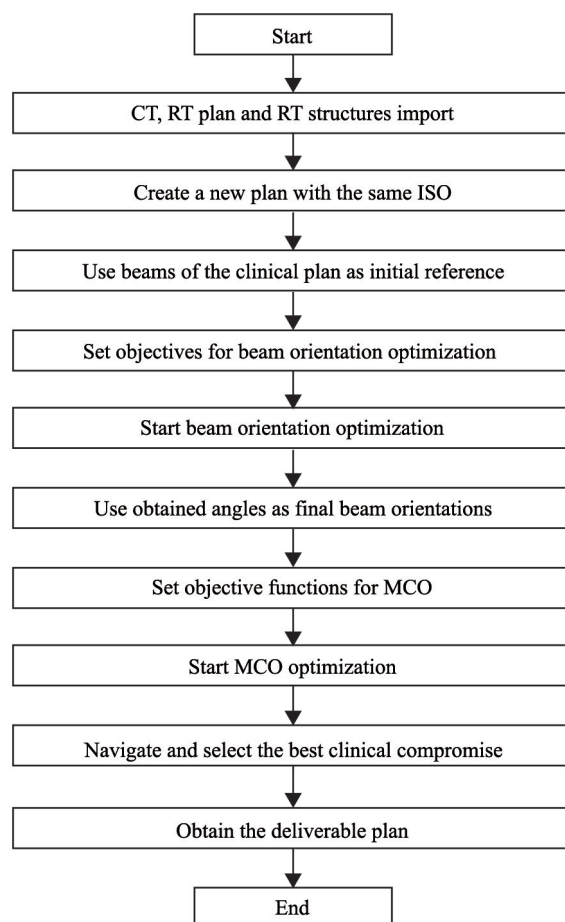 Start
CT, RT plan and RT structures import
Create a new plan with the same ISO
Use beams of the clinical plan as initial reference
Set objectives for beam orientation optimization
Start beam orientation optimization
Use obtained angles as final beam orientations
Set objective functions for MCO
Start MCO optimization
Navigate and select the best clinical compromise
Obtain the deliverable plan
End